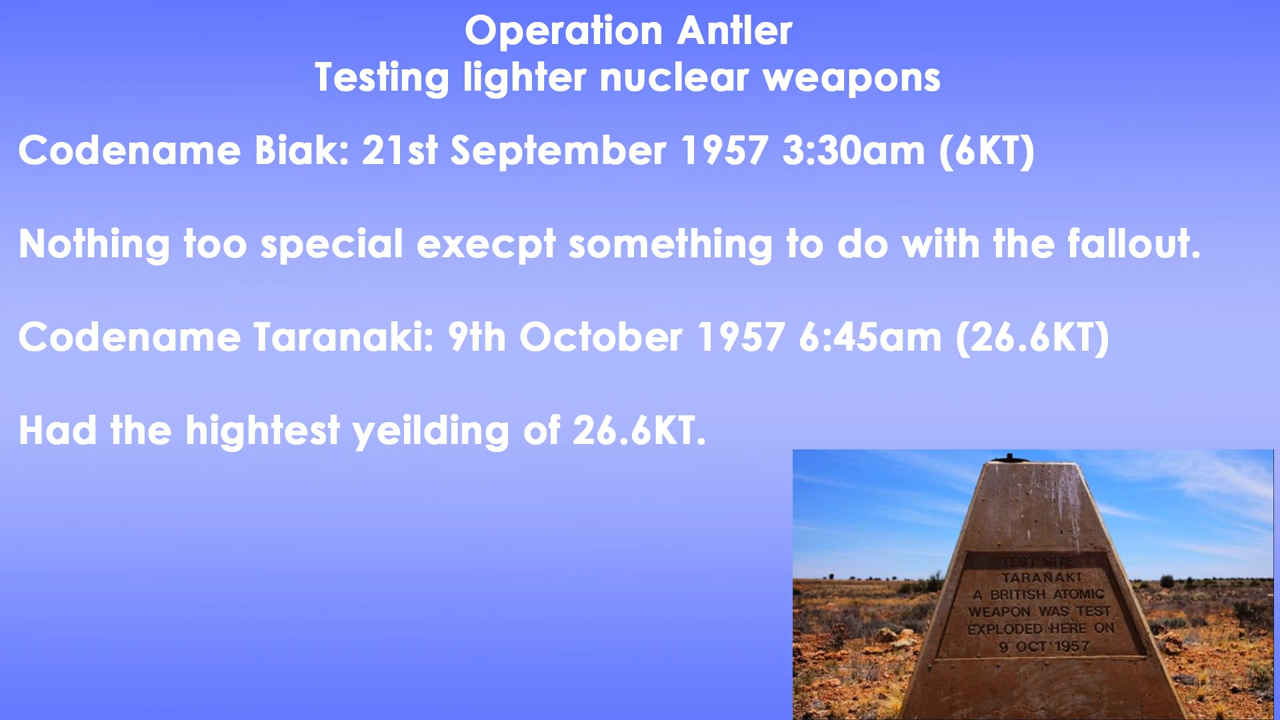 Operation Antler
Testing lighter nuclear weapons
Codename Biak: 21st September 1957 3:30am (6KT)
Nothing too special execpt something to do with the fallout.
Codename Taranaki: 9th October 1957 6:45am (26.6KT)
Had the hightest yeilding of 26.6KT.
TEST SITE
TARANAKI
A BRITISH ATOMIC
WEAPON WAS TEST
EXPLODED HERE ON
9 OCT 1957